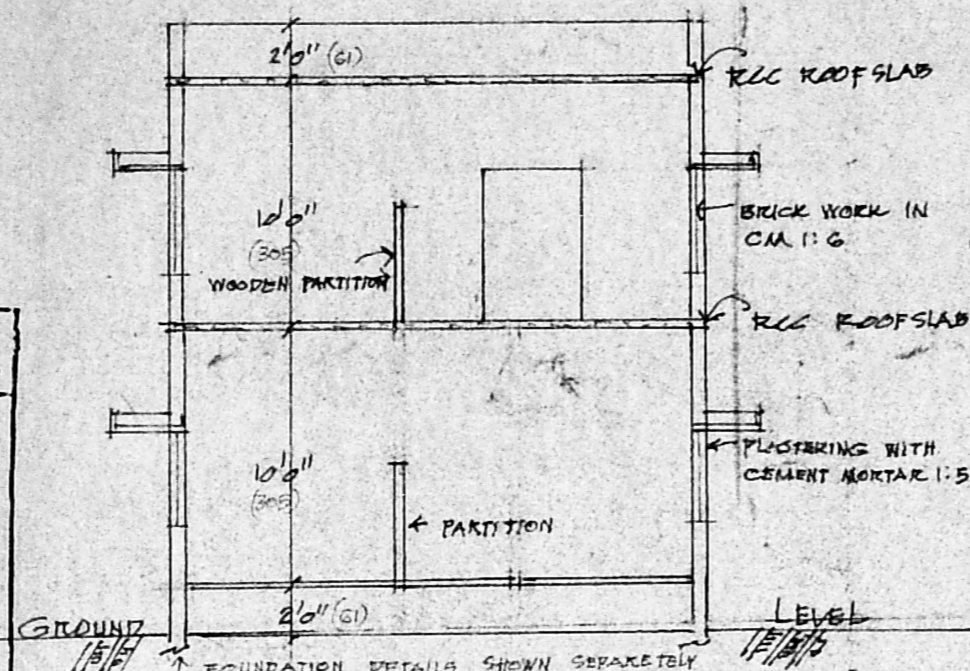 2'0" (61)
RCC ROOF SLAB
10'0"
(305)
WOODEN PARTITION
BRICK WORK IN
CM 1:6
RCC ROOF SLAB
10'0"
(305)
PARTITION
PLASTERING WITH
CEMENT MORTAR 1:5
2'0" (61)
GROUND
LEVEL
FOUNDATION DETAILS SHOWN SEPARETELY